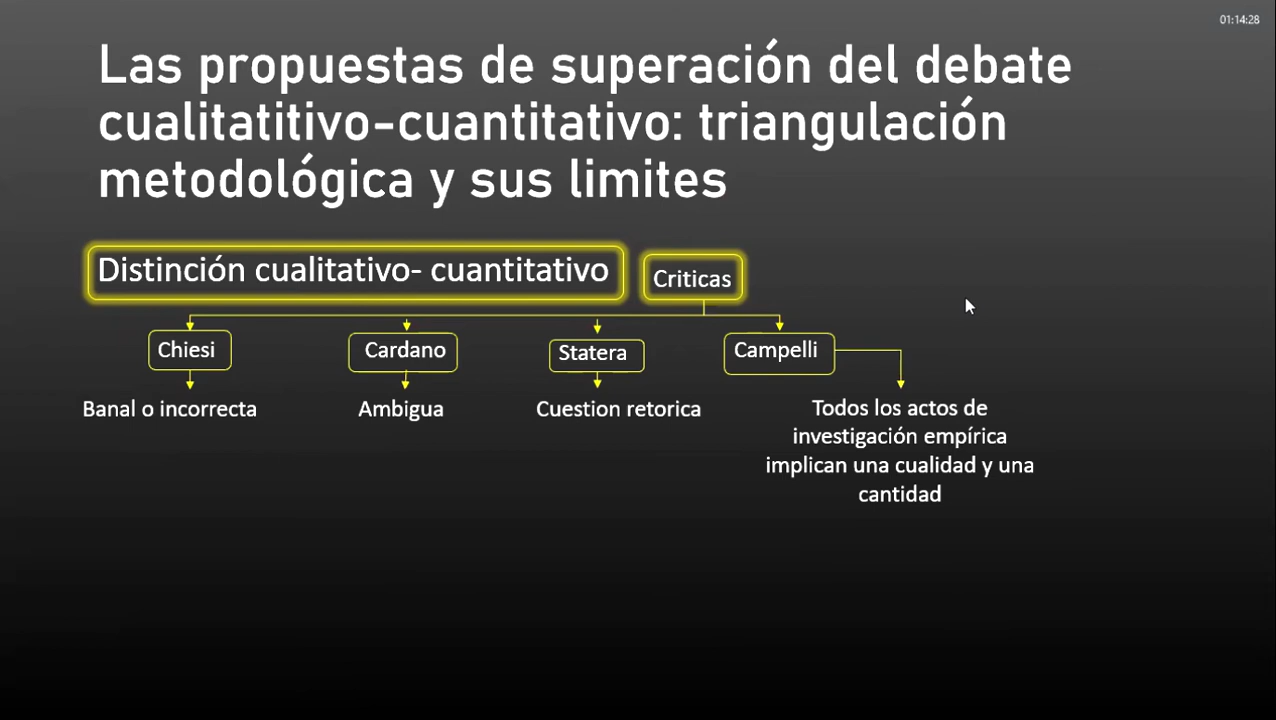 01:14:28
Las propuestas de superación del debate
cualitatitivo-cuantitativo: triangulación
metodológica y sus limites
Distinción cualitativo- cuantitativo
Criticas
Chiesi
Cardano
Statera
Campelli
Banal o incorrecta
Ambigua
Cuestion retorica
Todos los actos de
investigación empírica
implican una cualidad y una
cantidad